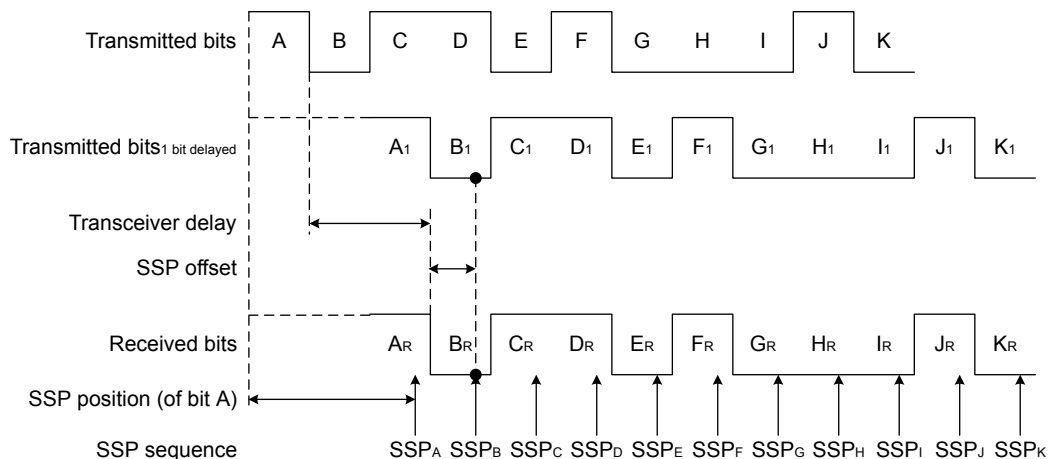 Transmitted bits A B C D E F G H I J K
Transmitted bits1 bit delayed A1 B1 C1 D1 E1 F1 G1 H1 I1 J1 K1
Transceiver delay
SSP offset
Received bits AR BR CR DR ER FR GR HR IR JR KR
SSP position (of bit A)
SSP sequence SSPA SSPB SSPC SSPD SSPE SSPF SSPG SSPH SSPI SSPJ SSPK